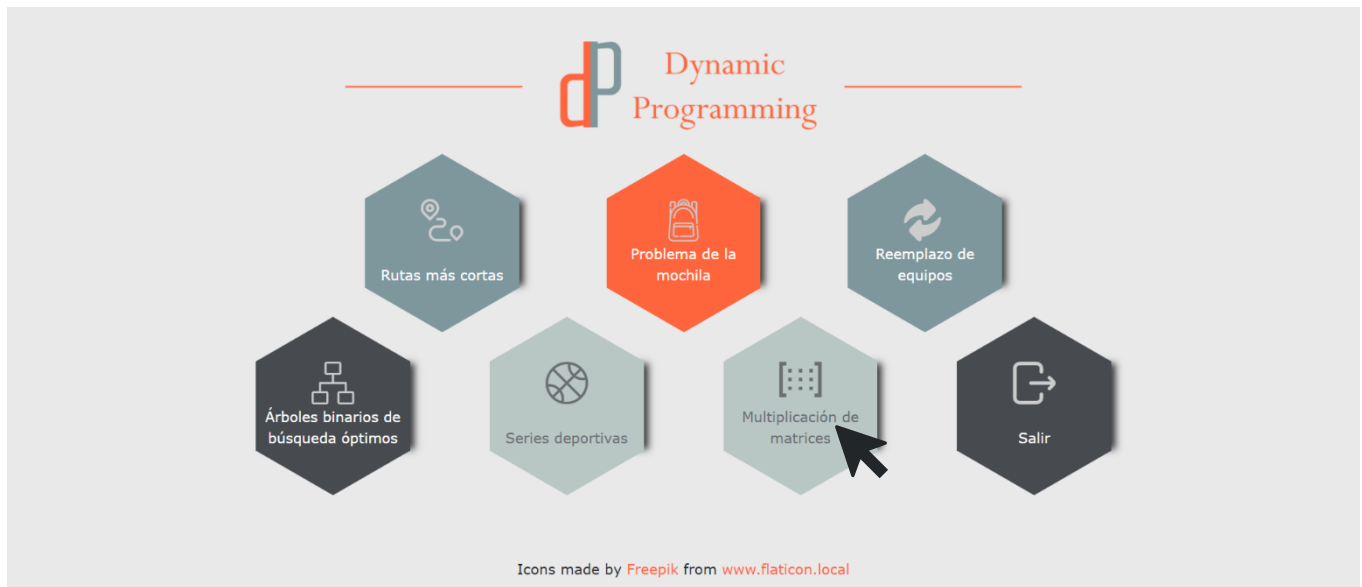 dp
Dynamic
Programming
Rutas más cortas
Problema de la
mochila
Reemplazo de
equipos
Árboles binarios de
búsqueda óptimos
Series deportivas
Multiplicación de
matrices
Salir
Icons made by Freepik from www.flaticon.local